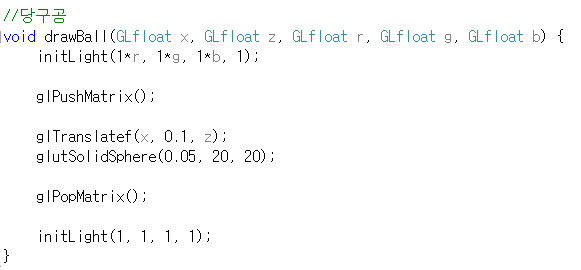 //당구공
void drawBall(GLfloat x, GLfloat z, GLfloat r, GLfloat g, GLfloat b) {
    initLight(1*r, 1*g, 1*b, 1);
    glPushMatrix();
    glTranslatef(x, 0.1, z);
    glutSolidSphere(0.05, 20, 20);
    glPopMatrix();
    initLight(1, 1, 1, 1);
}